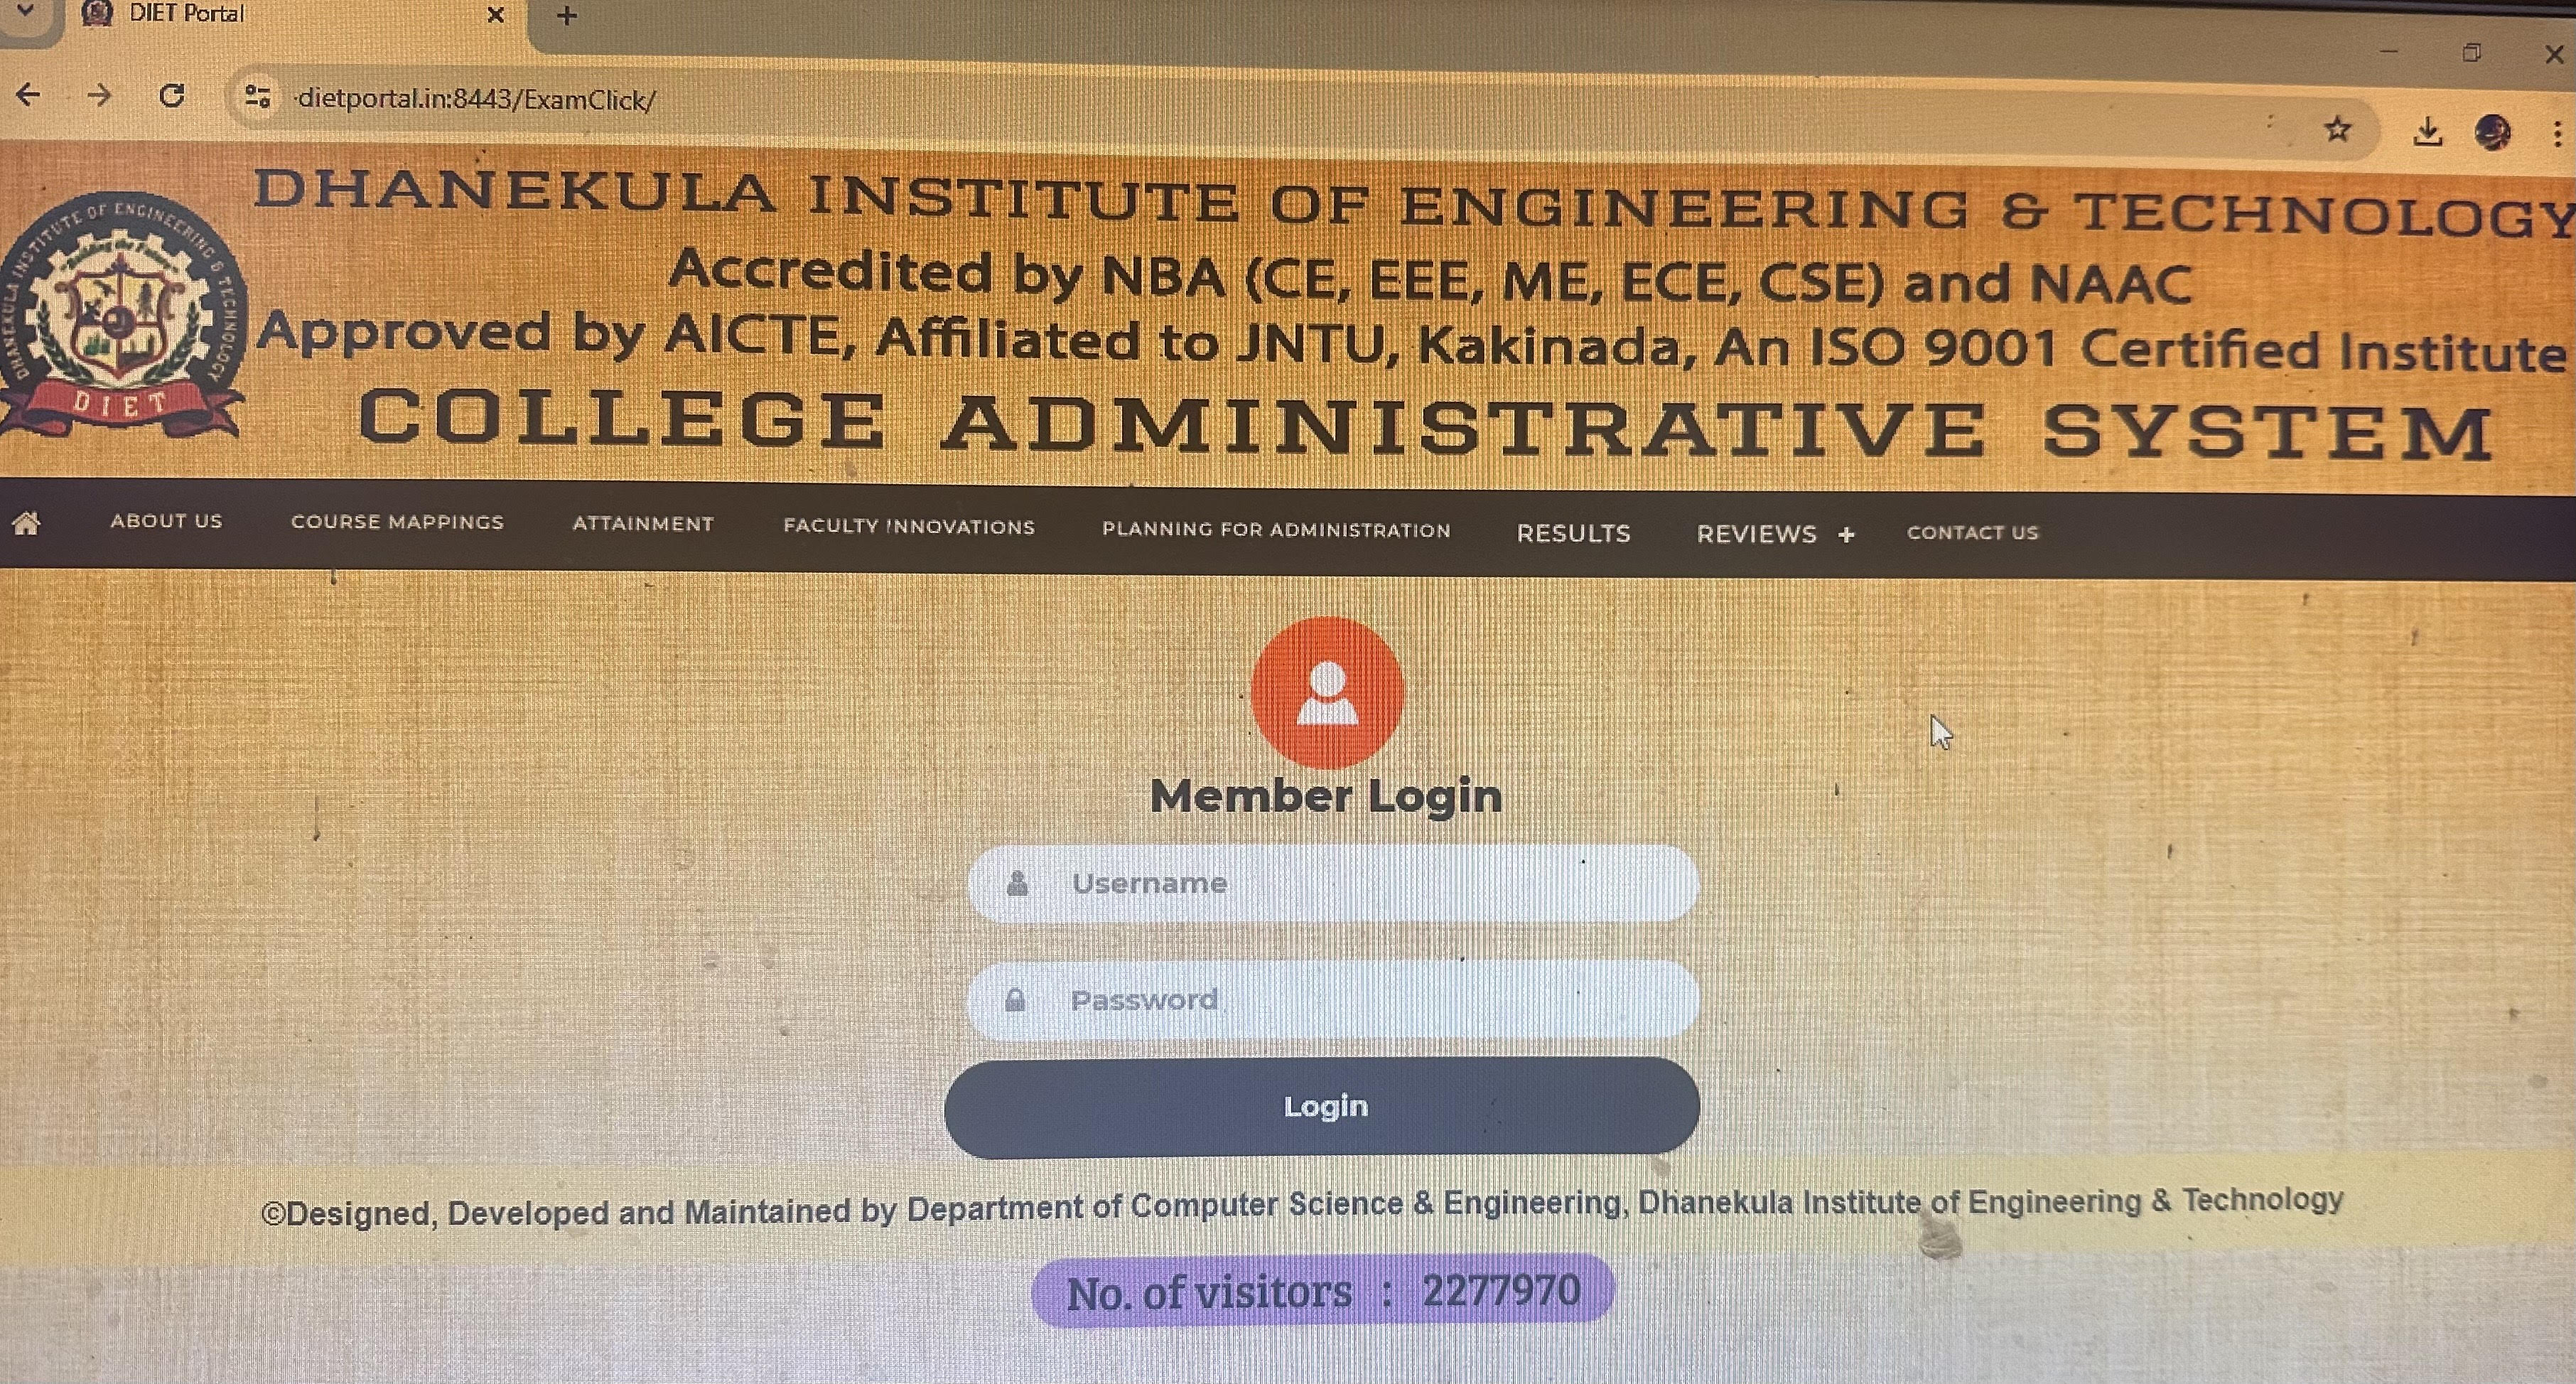 DIET Portal
dietportal.in:8443/ExamClick/
DHANEKULA INSTITUTE OF ENGINEERING & TECHNOLOGY
Accredited by NBA (CE, EEE, ME, ECE, CSE) and NAAC
Approved by AICTE, Affiliated to JNTU, Kakinada, An ISO 9001 Certified Institute
COLLEGE ADMINISTRATIVE SYSTEM
DHANEKULA INSTITUTE OF ENGINEERING & TECHNOLOGY
DIET
ABOUT US COURSE MAPPINGS ATTAINMENT FACULTY INNOVATIONS PLANNING FOR ADMINISTRATION RESULTS REVIEWS + CONTACT US
Member Login
Username
Password
Login
©Designed, Developed and Maintained by Department of Computer Science & Engineering, Dhanekula Institute of Engineering & Technology
No. of visitors : 2277970